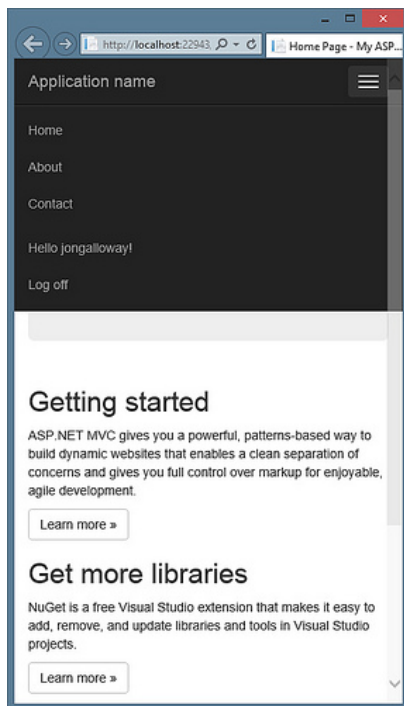 http://localhost:22943,
Home Page - My ASP...
Application name
Home
About
Contact
Hello jongalloway!
Log off
Getting started
ASP.NET MVC gives you a powerful, patterns-based way to
build dynamic websites that enables a clean separation of
concerns and gives you full control over markup for enjoyable,
agile development.
Learn more »
Get more libraries
NuGet is a free Visual Studio extension that makes it easy to
add, remove, and update libraries and tools in Visual Studio
projects.
Learn more »